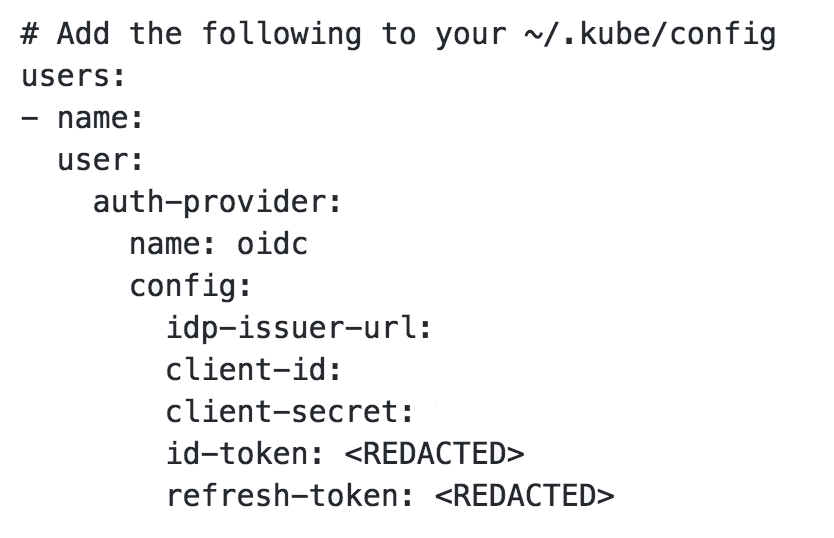 # Add the following to your ~/.kube/config
users:
- name:
  user:
    auth-provider:
      name: oidc
      config:
        idp-issuer-url:
        client-id:
        client-secret:
        id-token: <REDACTED>
        refresh-token: <REDACTED>